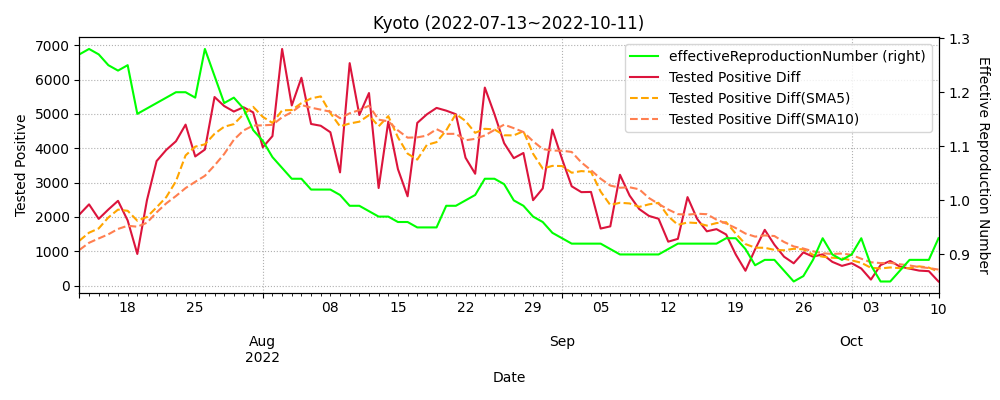 Kyoto (2022-07-13~2022-10-11)
7000
6000
5000
4000
3000
2000
1000
0
Tested Positive
1.3
1.2
1.1
1.0
0.9
Effective Reproduction Number
effectiveReproductionNumber (right)
Tested Positive Diff
Tested Positive Diff(SMA5)
Tested Positive Diff(SMA10)
18 25 08 15 22 29 05 12 19 26 03 10
Aug Sep Oct
2022
Date